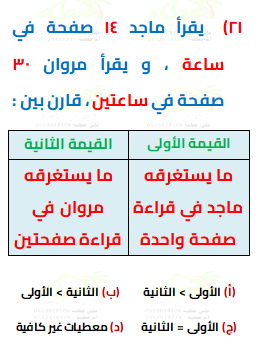 ٢١) يقرأ ماجد ١٤ صفحة في
ساعة ، و يقرأ مروان ٣٠
صفحة في ساعتين ، قارن بين :
القيمة الأولى القيمة الثانية
ما يستغرقه ما يستغرقه
ماجد في قراءة مروان في
صفحة واحدة قراءة صفحتين
(أ) الأولى > الثانية (ب) الثانية > الأولى
(ج) الأولى = الثانية (د) معطيات غير كافية